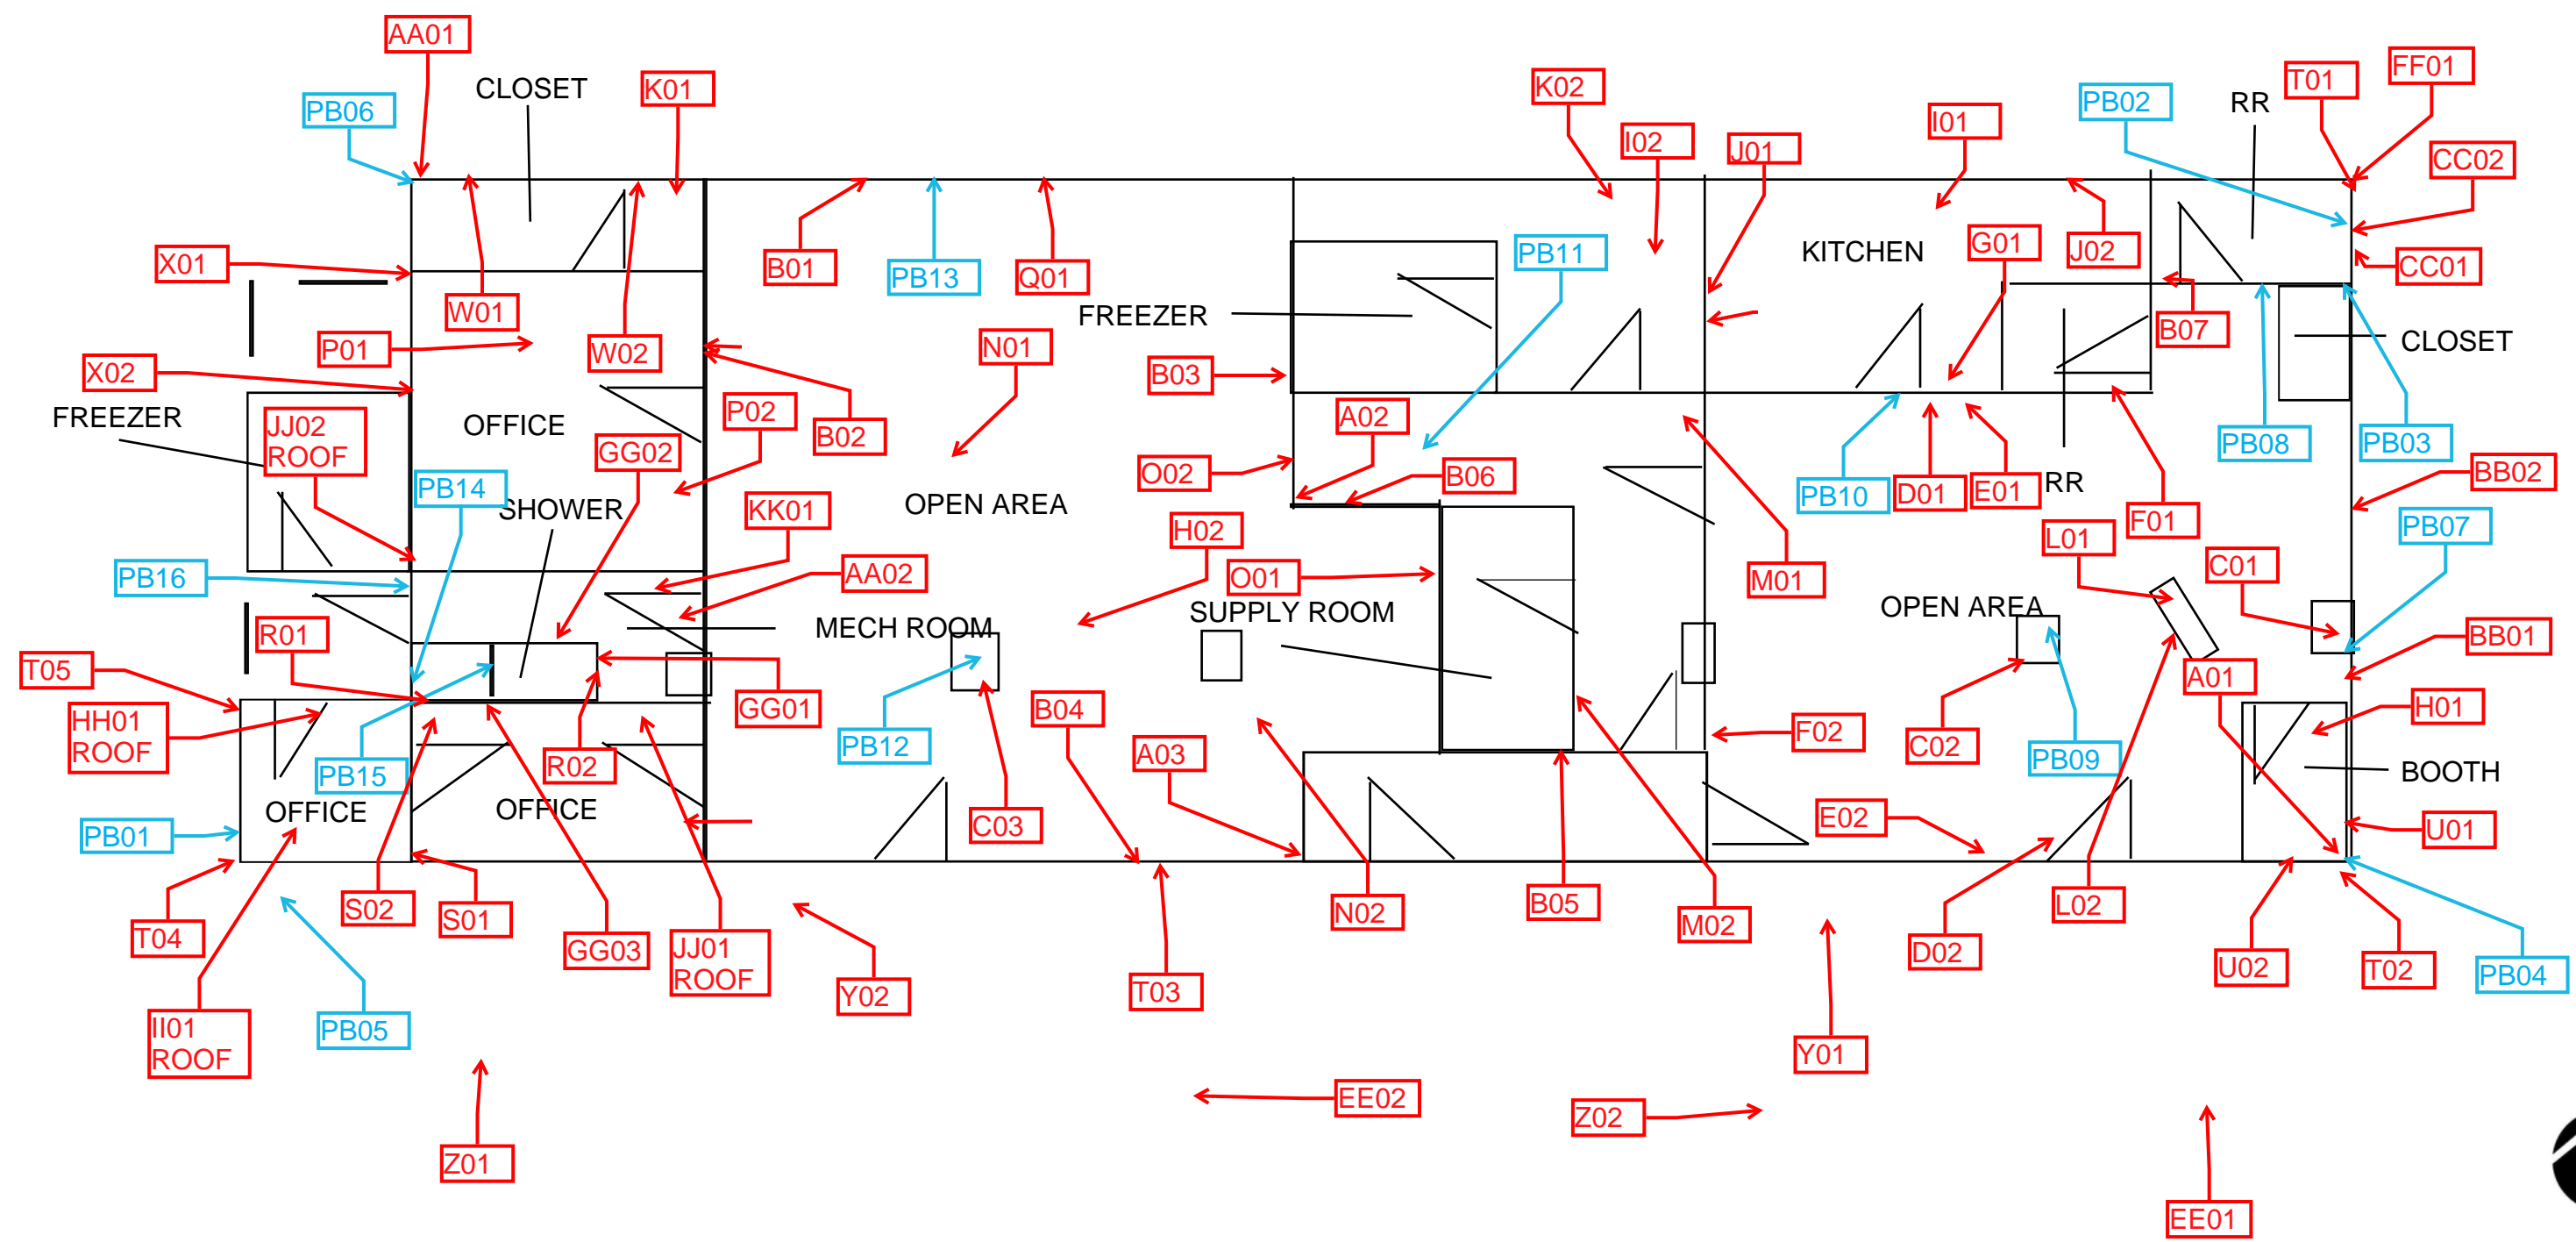 AA01
CLOSET
K01
PB06
K02
I02
J01
I01
PB02
RR
T01
FF01
CC02
X01
W01
P01
W02
B01
PB13
Q01
N01
FREEZER
PB11
KITCHEN
G01
J02
CC01
B07
CLOSET
X02
FREEZER
JJ02
ROOF
OFFICE
P02
B02
GG02
B03
A02
O02
B06
PB10
D01
E01
RR
F01
PB08
PB03
BB02
PB14
SHOWER
KK01
OPEN AREA
H02
L01
PB07
PB16
AA02
O01
M01
C01
R01
MECH ROOM
SUPPLY ROOM
OPEN AREA
BB01
T05
HH01
ROOF
PB15
R02
GG01
PB12
B04
A03
F02
C02
PB09
A01
H01
BOOTH
OFFICE
OFFICE
PB01
C03
E02
U01
T04
S02
S01
GG03
JJ01
ROOF
N02
B05
M02
D02
L02
U02
T02
PB04
II01
ROOF
PB05
Y02
T03
Y01
EE02
Z02
Z01
EE01